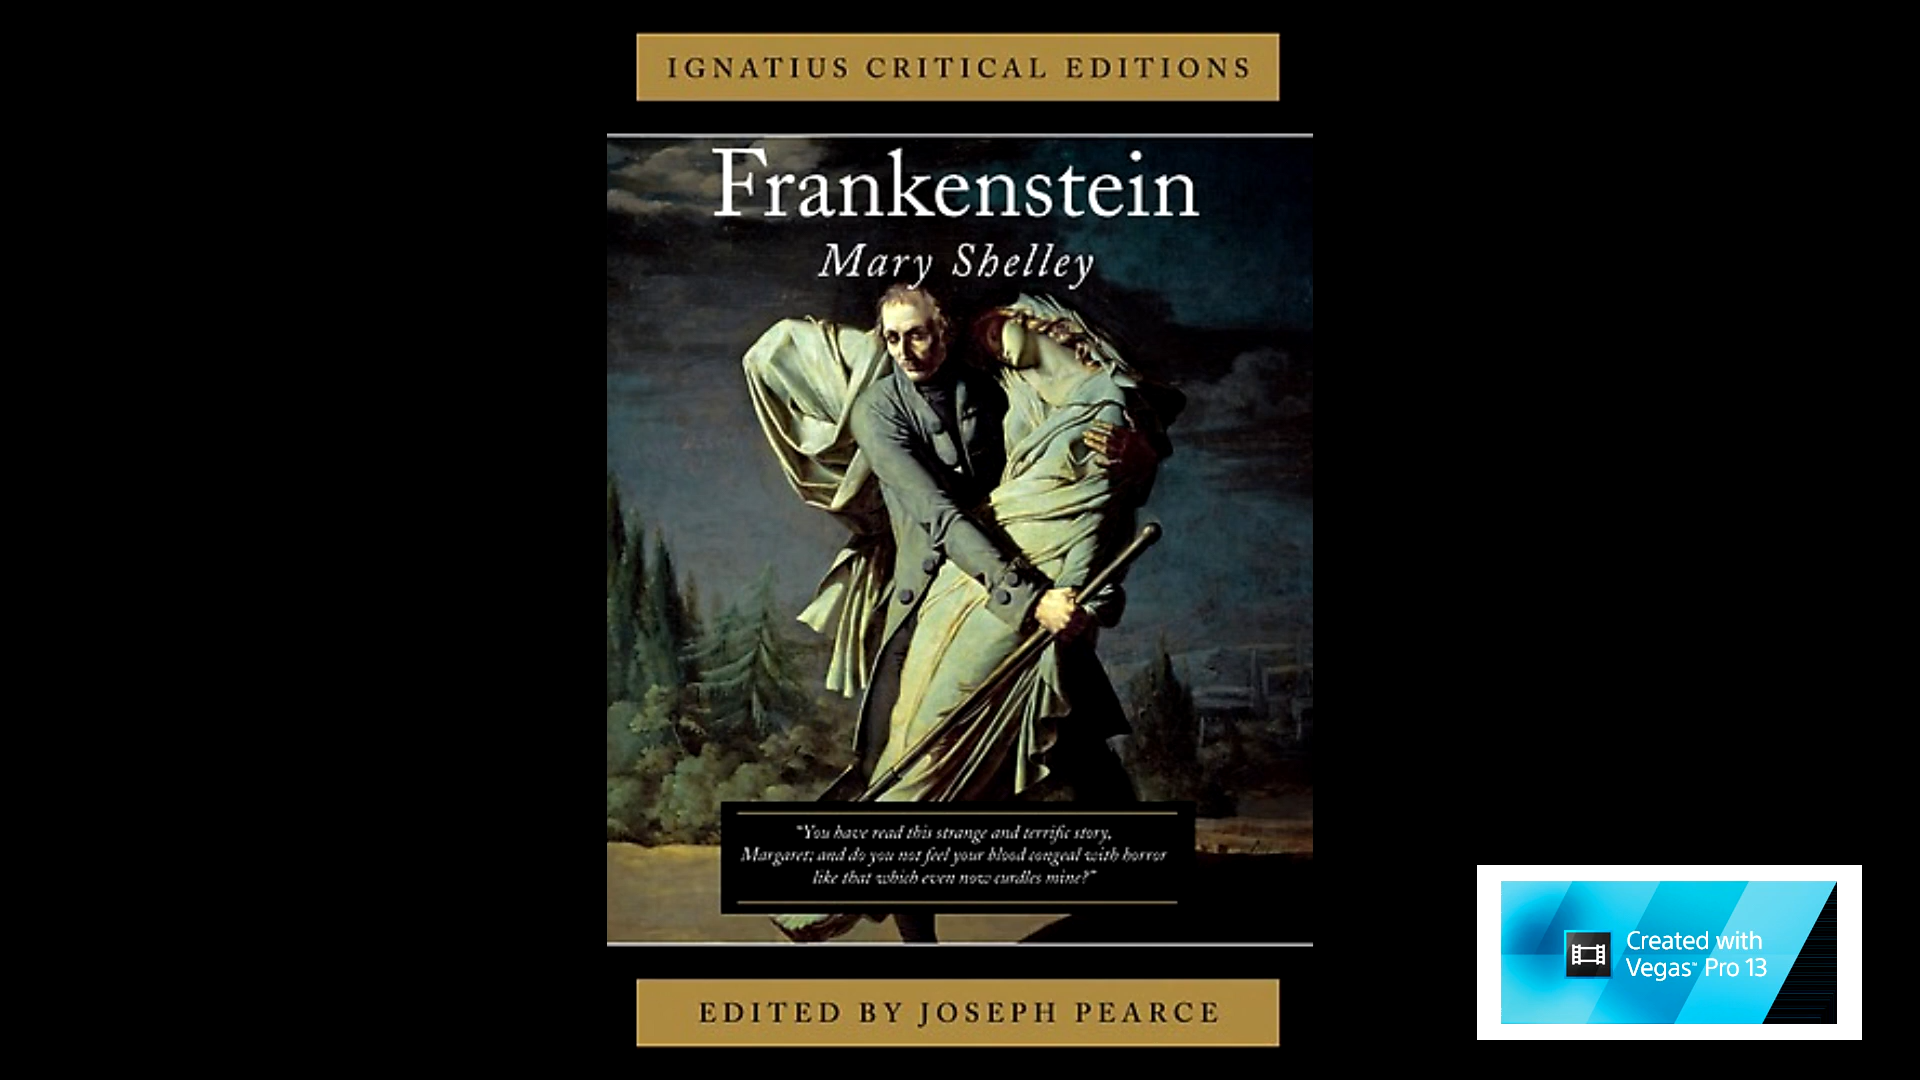 IGNATIUS CRITICAL EDITIONS
Frankenstein
Mary Shelley
"You have read this strange and terrific story,
Margaret; and do you not feel your blood congeal with horror
like that which even now curdles mine?"
EDITED BY JOSEPH PEARCE
Created with
Vegas™ Pro 13